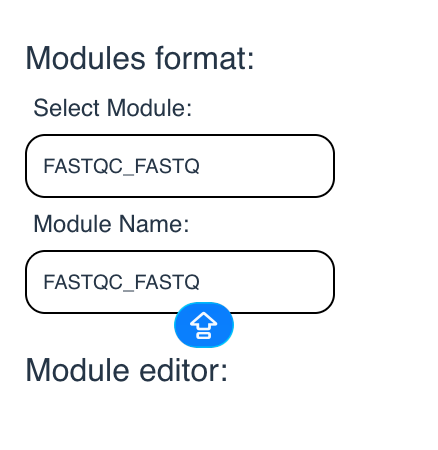 Modules format:
Select Module:
FASTQC_FASTQ
Module Name:
FASTQC_FASTQ
Module editor: